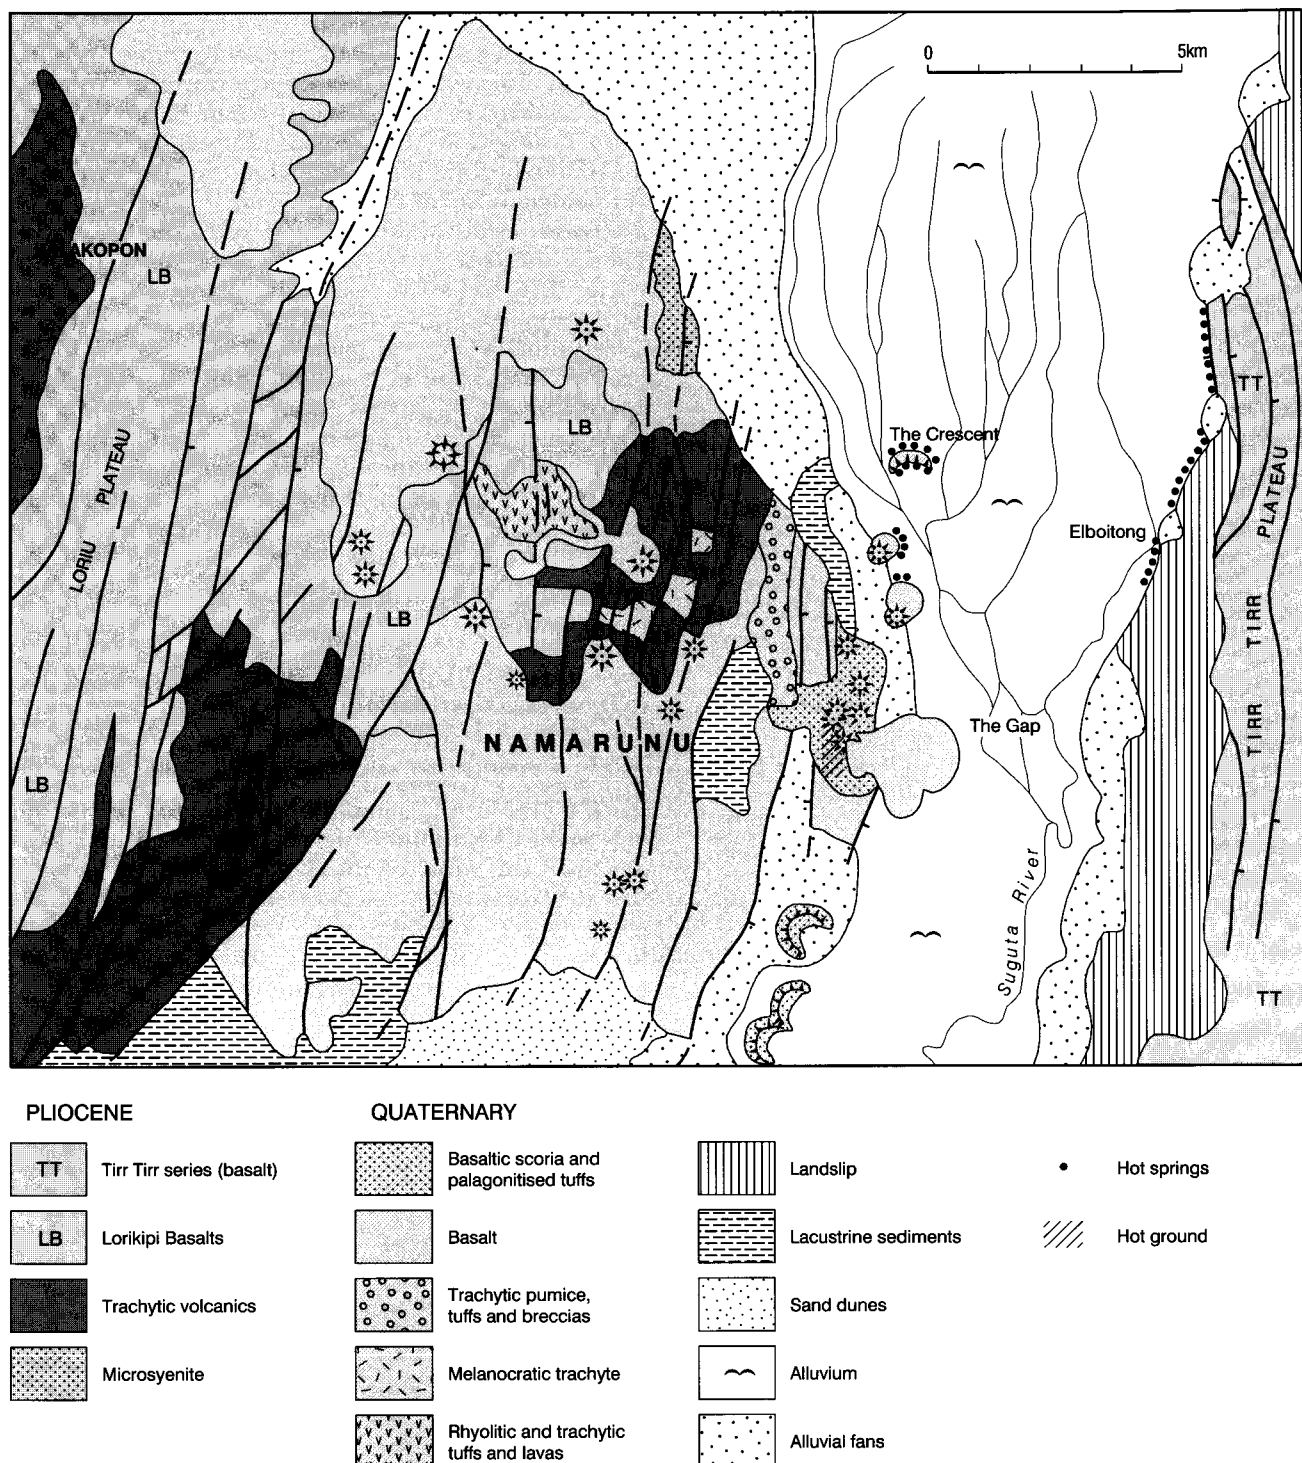 0 5km
AKOPON
LB
The Crescent
TT
LB
LORIU PLATEAU
Elboitong
TIRR TIRR PLATEAU
LB
The Gap
NAMARUNU
LB
Suguta River
TT
PLIOCENE
TT Tirr Tirr series (basalt)
LB Lorikipi Basalts
Trachytic volcanics
Microsyenite
QUATERNARY
Basaltic scoria and
palagonitised tuffs
Basalt
Trachytic pumice,
tuffs and breccias
Melanocratic trachyte
Rhyolitic and trachytic
tuffs and lavas
Landslip
Lacustrine sediments
Sand dunes
Alluvium
Alluvial fans
Hot springs
Hot ground